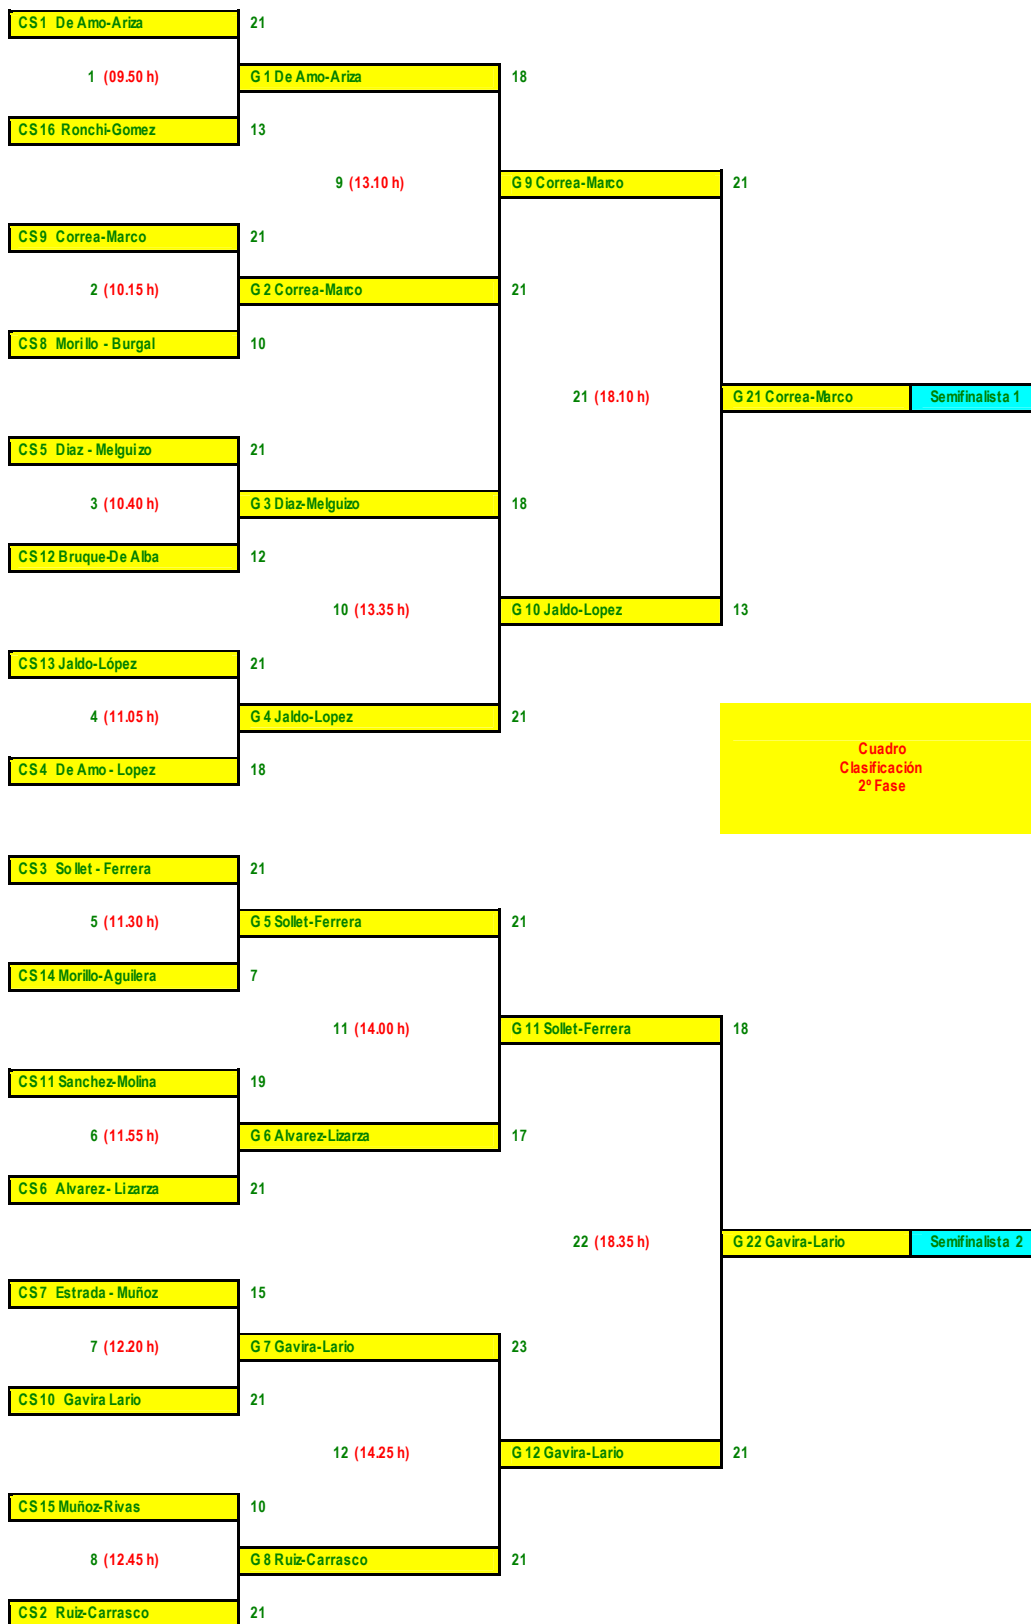 CS1 De Amo-Ariza 21
1 (09.50 h) G 1 De Amo-Ariza 18
CS16 Ronchi-Gomez 13
9 (13.10 h) G 9 Correa-Marco 21
CS9 Correa-Marco 21
2 (10.15 h) G 2 Correa-Marco 21
CS8 Morillo - Burgal 10
21 (18.10 h) G 21 Correa-Marco Semifinalista 1
CS5 Diaz - Melguizo 21
3 (10.40 h) G 3 Diaz-Melguizo 18
CS12 Bruque-De Alba 12
10 (13.35 h) G 10 Jaldo-Lopez 13
CS13 Jaldo-López 21
4 (11.05 h) G 4 Jaldo-Lopez 21
Cuadro
Clasificación
2º Fase
CS4 De Amo - Lopez 18
CS3 Sollet - Ferrera 21
5 (11.30 h) G 5 Sollet-Ferrera 21
CS14 Morillo-Aguilera 7
11 (14.00 h) G 11 Sollet-Ferrera 18
CS11 Sanchez-Molina 19
6 (11.55 h) G 6 Alvarez-Lizarza 17
CS6 Alvarez - Lizarza 21
22 (18.35 h) G 22 Gavira-Lario Semifinalista 2
CS7 Estrada - Muñoz 15
7 (12.20 h) G 7 Gavira-Lario 23
CS10 Gavira Lario 21
12 (14.25 h) G 12 Gavira-Lario 21
CS15 Muñoz-Rivas 10
8 (12.45 h) G 8 Ruiz-Carrasco 21
CS2 Ruiz-Carrasco 21